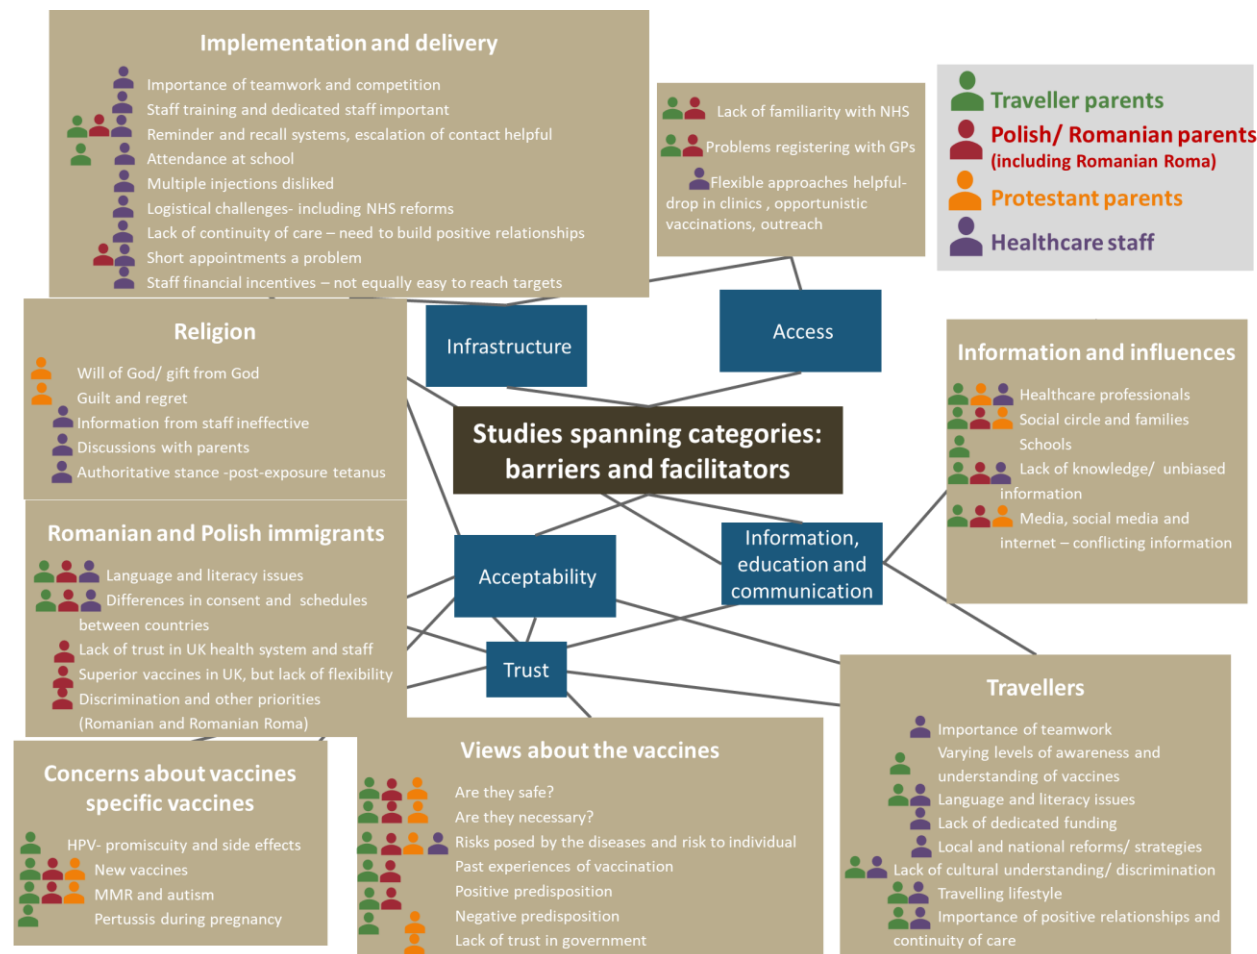 Implementation and delivery
Importance of teamwork and competition
Staff training and dedicated staff important
Reminder and recall systems, escalation of contact helpful
Attendance at school
Multiple injections disliked
Logistical challenges- including NHS reforms
Lack of continuity of care – need to build positive relationships
Short appointments a problem
Staff financial incentives – not equally easy to reach targets
Lack of familiarity with NHS
Problems registering with GPs
Flexible approaches helpful-
drop in clinics , opportunistic
vaccinations, outreach
Traveller parents
Polish/ Romanian parents
(including Romanian Roma)
Protestant parents
Healthcare staff
Religion
Will of God/ gift from God
Guilt and regret
Information from staff ineffective
Discussions with parents
Authoritative stance -post-exposure tetanus
Infrastructure
Access
Studies spanning categories:
barriers and facilitators
Information and influences
Healthcare professionals
Social circle and families
Schools
Lack of knowledge/ unbiased
information
Media, social media and
internet – conflicting information
Romanian and Polish immigrants
Language and literacy issues
Differences in consent and schedules
between countries
Lack of trust in UK health system and staff
Superior vaccines in UK, but lack of flexibility
Discrimination and other priorities
(Romanian and Romanian Roma)
Acceptability
Information,
education and
communication
Trust
Concerns about vaccines
specific vaccines
HPV- promiscuity and side effects
New vaccines
MMR and autism
Pertussis during pregnancy
Views about the vaccines
Are they safe?
Are they necessary?
Risks posed by the diseases and risk to individual
Past experiences of vaccination
Positive predisposition
Negative predisposition
Lack of trust in government
Travellers
Importance of teamwork
Varying levels of awareness and
understanding of vaccines
Language and literacy issues
Lack of dedicated funding
Local and national reforms/ strategies
Lack of cultural understanding/ discrimination
Travelling lifestyle
Importance of positive relationships and
continuity of care